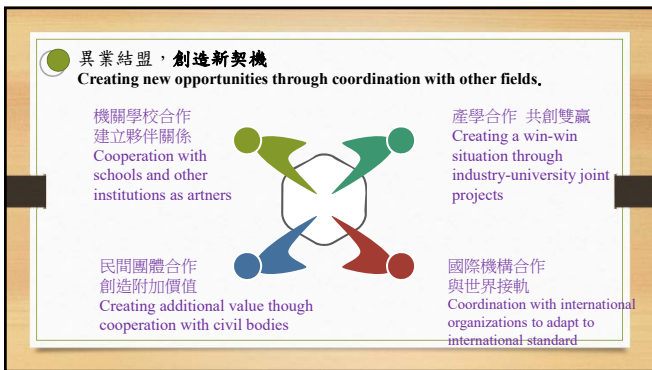 異業結盟，創造新契機
Creating new opportunities through coordination with other fields.
機關學校合作
建立夥伴關係
Cooperation with
schools and other
institutions as artners
產學合作 共創雙贏
Creating a win-win
situation through
industry-university joint
projects
民間團體合作
創造附加價值
Creating additional value though
cooperation with civil bodies
國際機構合作
與世界接軌
Coordination with international
organizations to adapt to
international standard